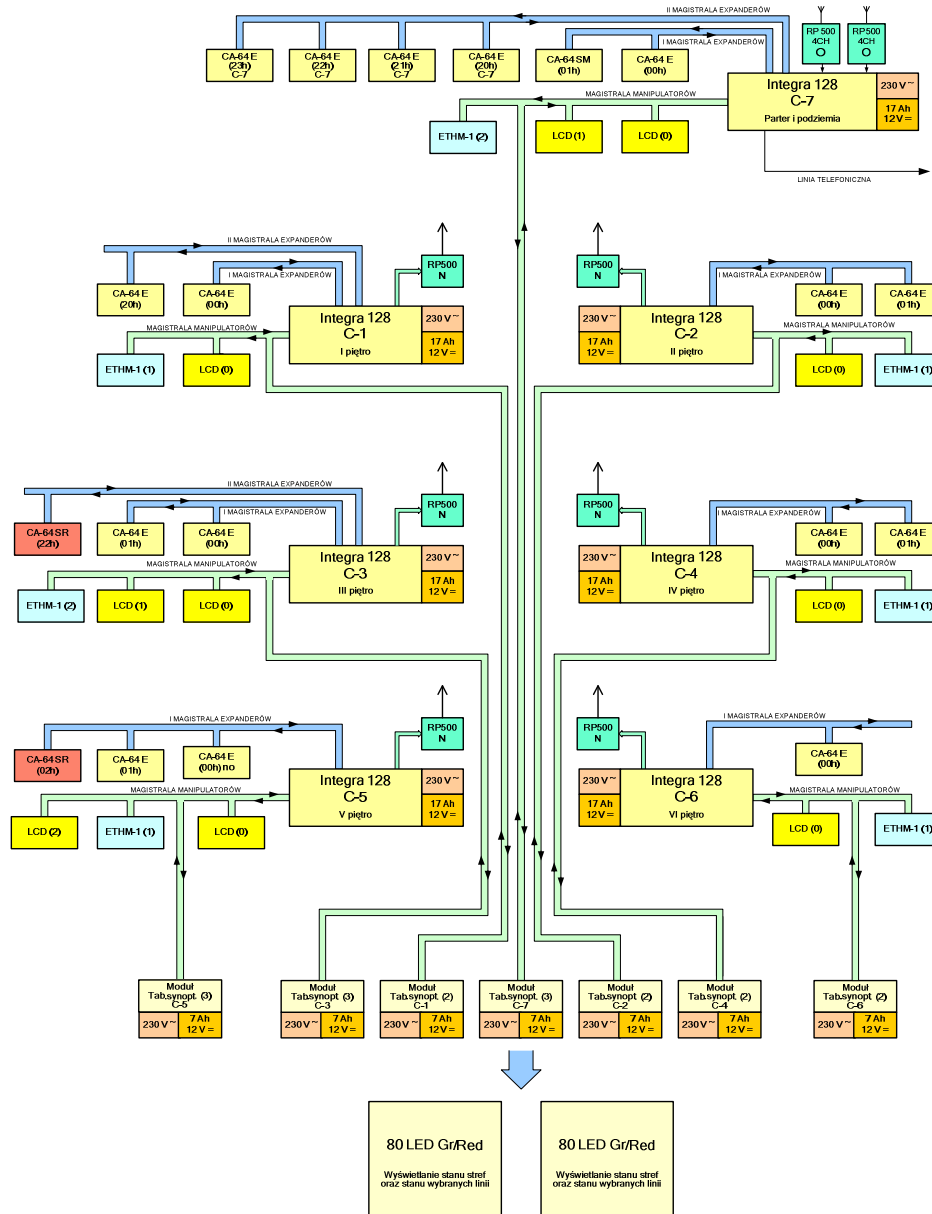 II MAGISTRALA EXPANDERÓW
I MAGISTRALA EXPANDERÓW
CA-64 E
(23h)
C-7
CA-64 E
(22h)
C-7
CA-64 E
(21h)
C-7
CA-64 E
(20h)
C-7
CA-64 SM
(01h)
CA-64 E
(00h)
RP 500
4CH
O
RP 500
4CH
O
Integra 128
C-7
Parter i podziemia
230 V~
17 Ah
12 V=
MAGISTRALA MANIPULATORÓW
ETHM-1 (2)
LCD (1)
LCD (0)
LINIA TELEFONICZNA
II MAGISTRALA EXPANDERÓW
I MAGISTRALA EXPANDERÓW
CA-64 E
(20h)
CA-64 E
(00h)
RP500
N
Integra 128
C-1
I piętro
230 V~
17 Ah
12 V=
MAGISTRALA MANIPULATORÓW
ETHM-1 (1)
LCD (0)
RP500
N
I MAGISTRALA EXPANDERÓW
CA-64 E
(00h)
CA-64 E
(01h)
230 V~
17 Ah
12 V=
Integra 128
C-2
II piętro
MAGISTRALA MANIPULATORÓW
LCD (0)
ETHM-1 (1)
II MAGISTRALA EXPANDERÓW
I MAGISTRALA EXPANDERÓW
CA-64 SR
(22h)
CA-64 E
(01h)
CA-64 E
(00h)
RP500
N
Integra 128
C-3
III piętro
230 V~
17 Ah
12 V=
MAGISTRALA MANIPULATORÓW
ETHM-1 (2)
LCD (1)
LCD (0)
RP500
N
I MAGISTRALA EXPANDERÓW
CA-64 E
(00h)
CA-64 E
(01h)
230 V~
17 Ah
12 V=
Integra 128
C-4
IV piętro
MAGISTRALA MANIPULATORÓW
LCD (0)
ETHM-1 (1)
I MAGISTRALA EXPANDERÓW
CA-64 SR
(02h)
CA-64 E
(01h)
CA-64 E
(00h) no
RP500
N
Integra 128
C-5
V piętro
230 V~
17 Ah
12 V=
MAGISTRALA MANIPULATORÓW
LCD (2)
ETHM-1 (1)
LCD (0)
RP500
N
I MAGISTRALA EXPANDERÓW
CA-64 E
(00h)
230 V~
17 Ah
12 V=
Integra 128
C-6
VI piętro
MAGISTRALA MANIPULATORÓW
LCD (0)
ETHM-1 (1)
Moduł
Tab.synopt. (3)
C-5
230 V~
7 Ah
12 V=
Moduł
Tab.synopt. (3)
C-3
230 V~
7 Ah
12 V=
Moduł
Tab.synopt. (2)
C-1
230 V~
7 Ah
12 V=
Moduł
Tab.synopt. (3)
C-7
230 V~
7 Ah
12 V=
Moduł
Tab.synopt. (2)
C-2
230 V~
7 Ah
12 V=
Moduł
Tab.synopt. (2)
C-4
230 V~
7 Ah
12 V=
Moduł
Tab.synopt. (2)
C-6
230 V~
7 Ah
12 V=
80 LED Gr/Red
Wyświetlanie stanu stref
oraz stanu wybranych linii
80 LED Gr/Red
Wyświetlanie stanu stref
oraz stanu wybranych linii